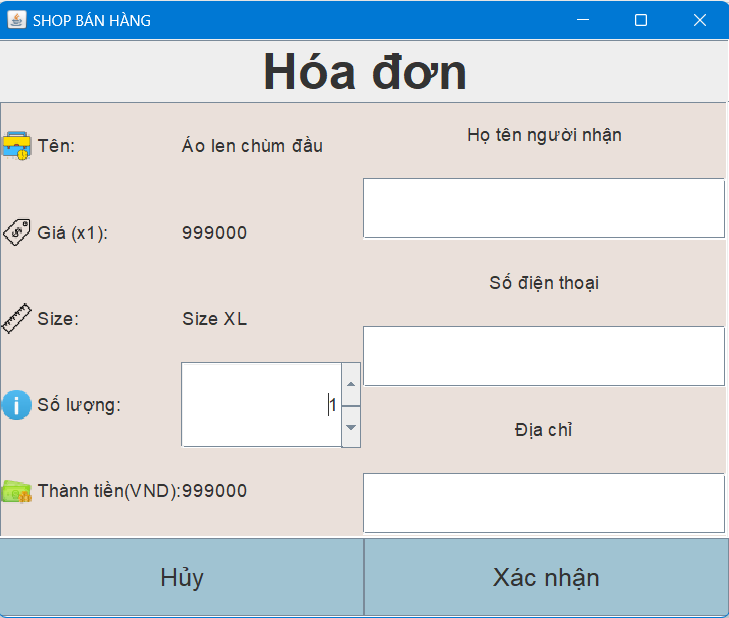 SHOP BÁN HÀNG
Hóa đơn
Tên: Áo len chùm đầu
Giá (x1): 999000
Size: Size XL
Số lượng: 1
Thành tiền(VND): 999000
Họ tên người nhận
Số điện thoại
Địa chỉ
Hủy
Xác nhận